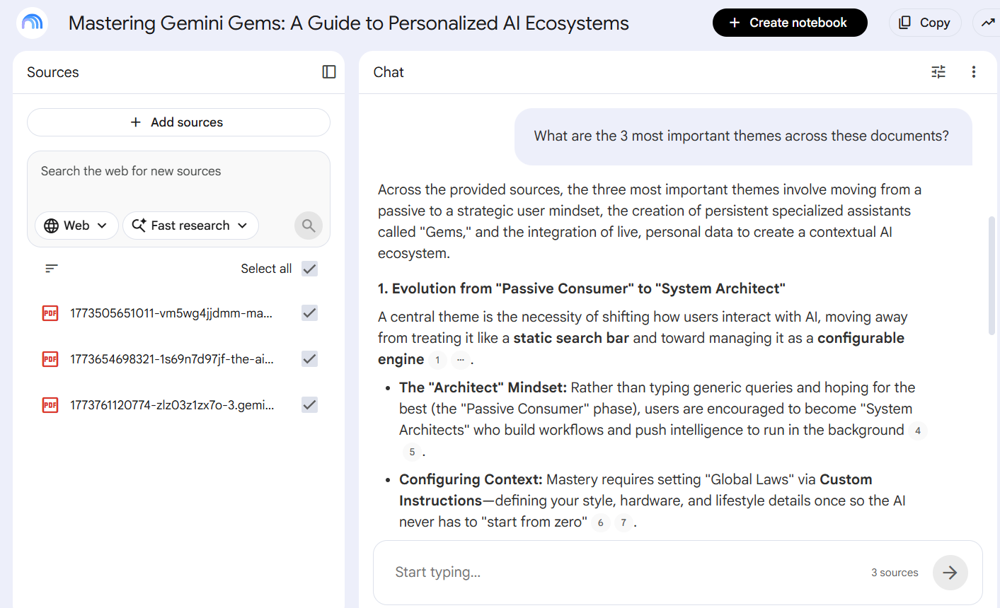 Mastering Gemini Gems: A Guide to Personalized AI Ecosystems
+ Create notebook
Copy
Sources
+ Add sources
Search the web for new sources
Web
Fast research
Select all
PDF 1773505651011-vm5wg4jjdmm-ma...
PDF 1773654698321-1s69n7d97jf-the-ai...
PDF 1773761120774-zlz03z1zx7o-3.gemi...
Chat
What are the 3 most important themes across these documents?
Across the provided sources, the three most important themes involve moving from a
passive to a strategic user mindset, the creation of persistent specialized assistants
called "Gems," and the integration of live, personal data to create a contextual AI
ecosystem.
1. Evolution from "Passive Consumer" to "System Architect"
A central theme is the necessity of shifting how users interact with AI, moving away
from treating it like a static search bar and toward managing it as a configurable
engine 1 ... .
• The "Architect" Mindset: Rather than typing generic queries and hoping for the
best (the "Passive Consumer" phase), users are encouraged to become "System
Architects" who build workflows and push intelligence to run in the background 4
5 .
• Configuring Context: Mastery requires setting "Global Laws" via Custom
Instructions—defining your style, hardware, and lifestyle details once so the AI
never has to "start from zero" 6 7 .
Start typing...
3 sources